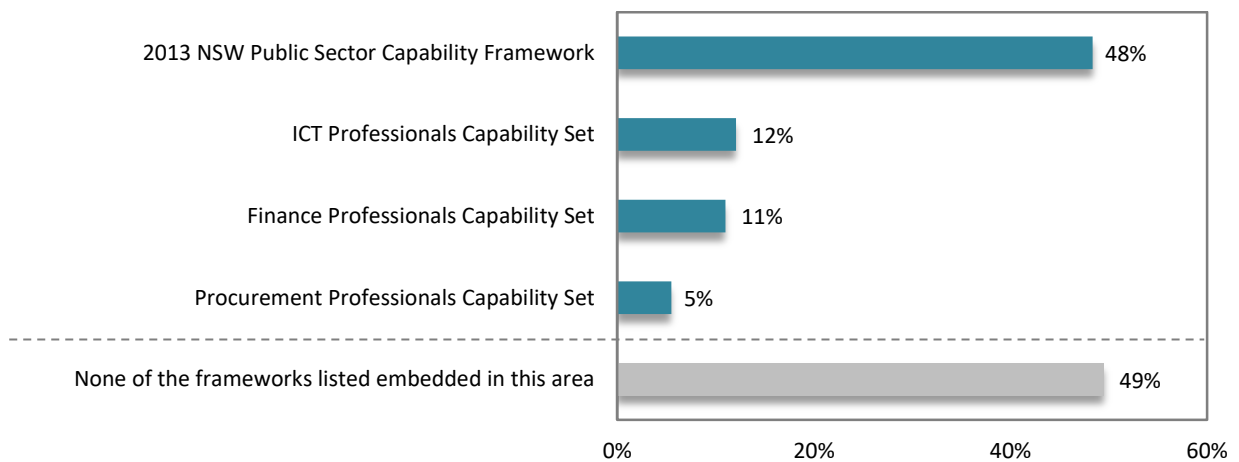 2013 NSW Public Sector Capability Framework 48%
ICT Professionals Capability Set 12%
Finance Professionals Capability Set 11%
Procurement Professionals Capability Set 5%
None of the frameworks listed embedded in this area 49%
0% 20% 40% 60%